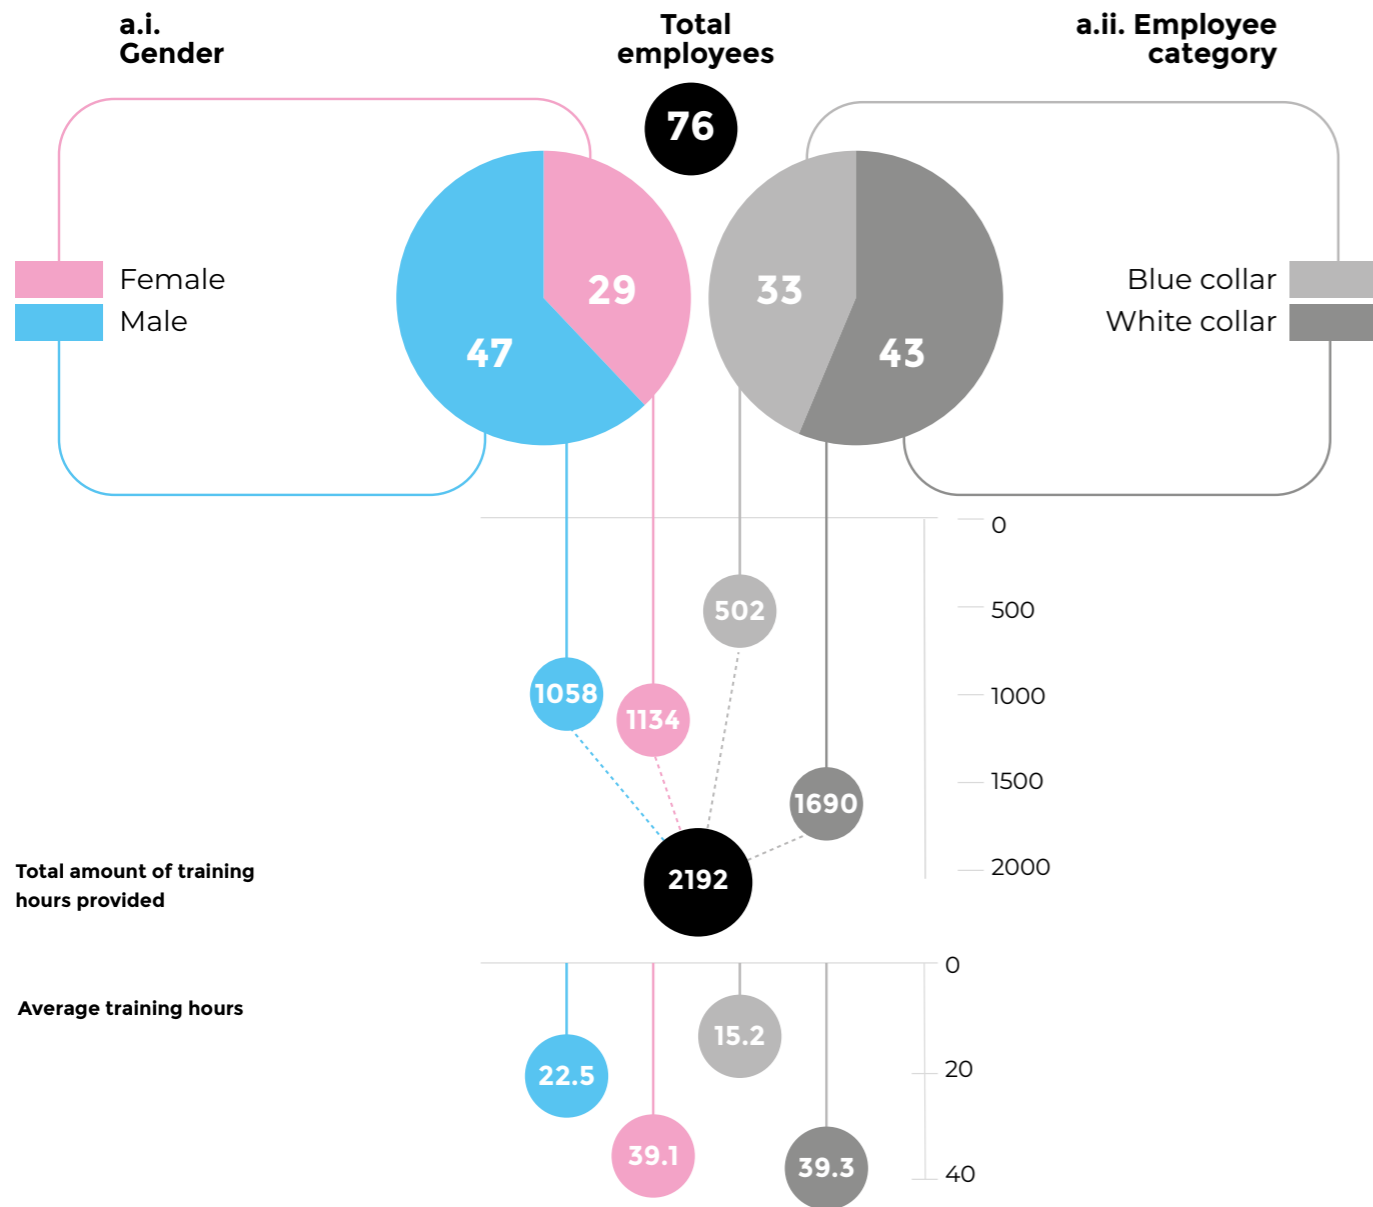 a.i.
Gender
Total
employees
a.ii. Employee
category
76
Female
Male
29
47
33
43
Blue collar
White collar
0
500
1000
1500
2000
502
1058
1134
1690
2192
Total amount of training
hours provided
Average training hours
0
20
40
15.2
22.5
39.1
39.3